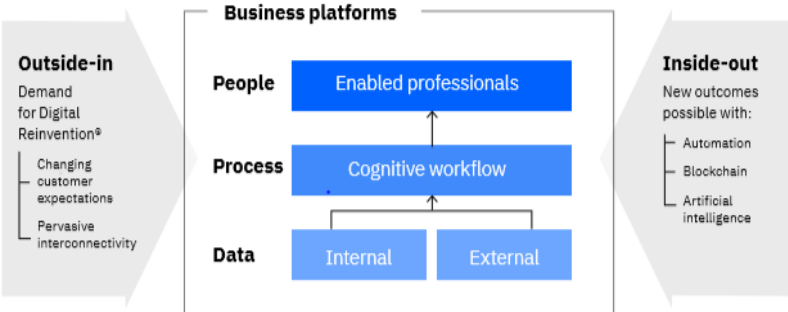 Business platforms
Outside-in
Demand
for Digital
Reinvention®
Changing
customer
expectations
Pervasive
interconnectivity
People
Enabled professionals
Process
Cognitive workflow
Data
Internal
External
Inside-out
New outcomes
possible with:
Automation
Blockchain
Artificial
intelligence